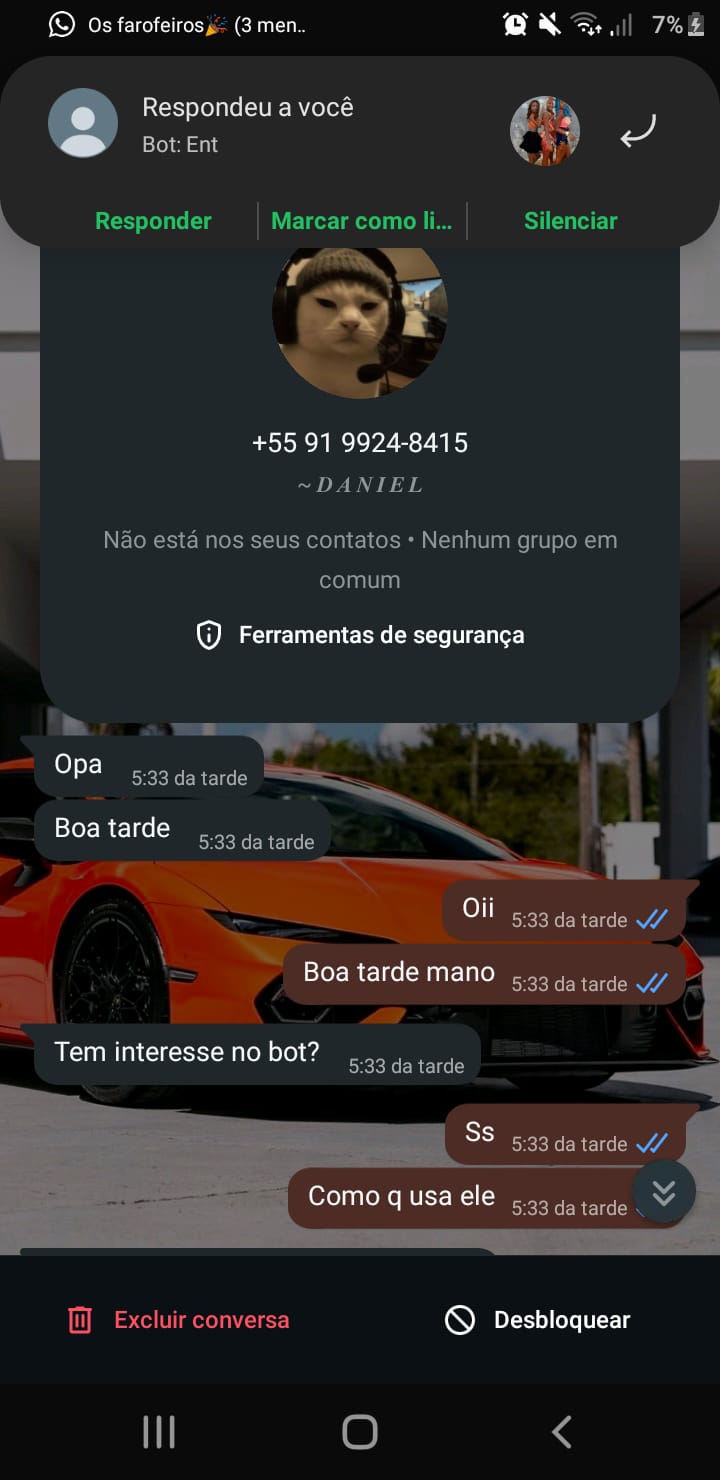 Os farofeiros🎉 (3 men..
7%
Respondeu a você
Bot: Ent
Responder
Marcar como li...
Silenciar
+55 91 9924-8415
~DANIEL
Não está nos seus contatos • Nenhum grupo em
comum
Ferramentas de segurança
Opa 5:33 da tarde
Boa tarde 5:33 da tarde
Oii 5:33 da tarde
Boa tarde mano 5:33 da tarde
Tem interesse no bot? 5:33 da tarde
Ss 5:33 da tarde
Como q usa ele 5:33 da tarde
Excluir conversa
Desbloquear